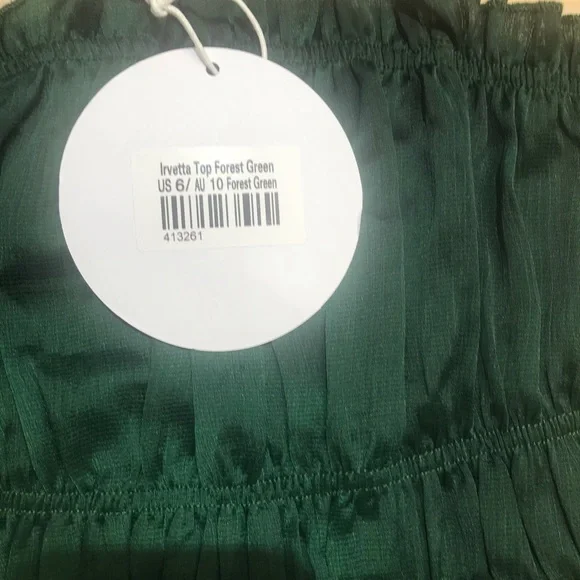 Irvetta Top Forest Green
US 6/ AU 10 Forest Green
413261